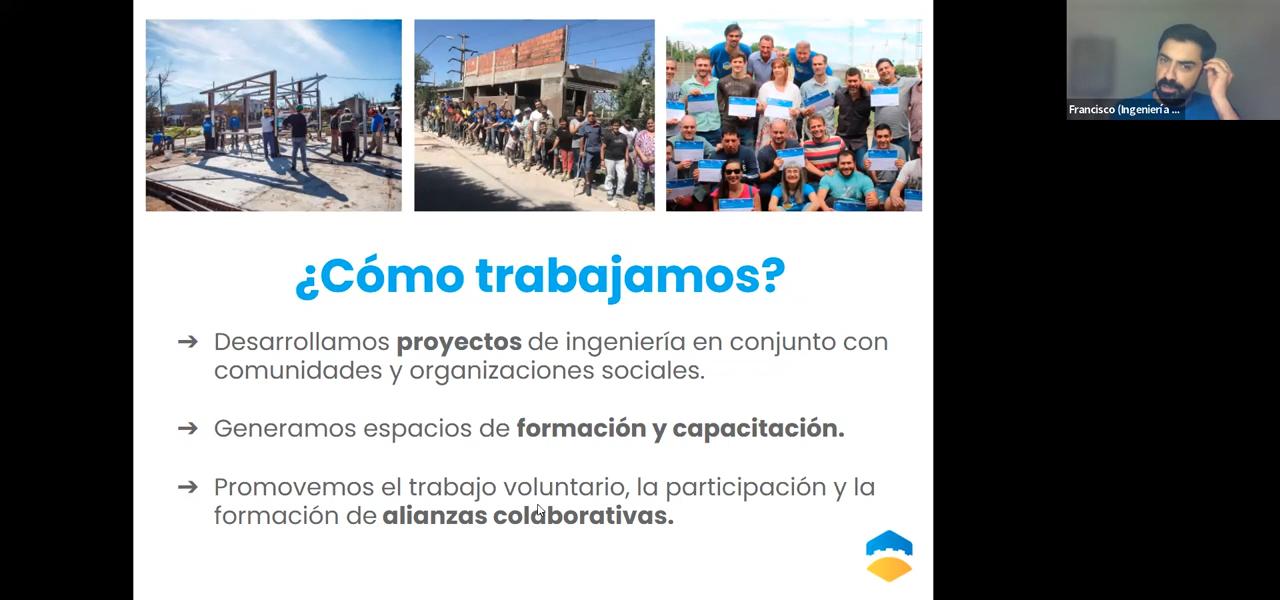 Francisco (Ingeniería ...
¿Cómo trabajamos?
➔ Desarrollamos proyectos de ingeniería en conjunto con
comunidades y organizaciones sociales.
➔ Generamos espacios de formación y capacitación.
➔ Promovemos el trabajo voluntario, la participación y la
formación de alianzas colaborativas.